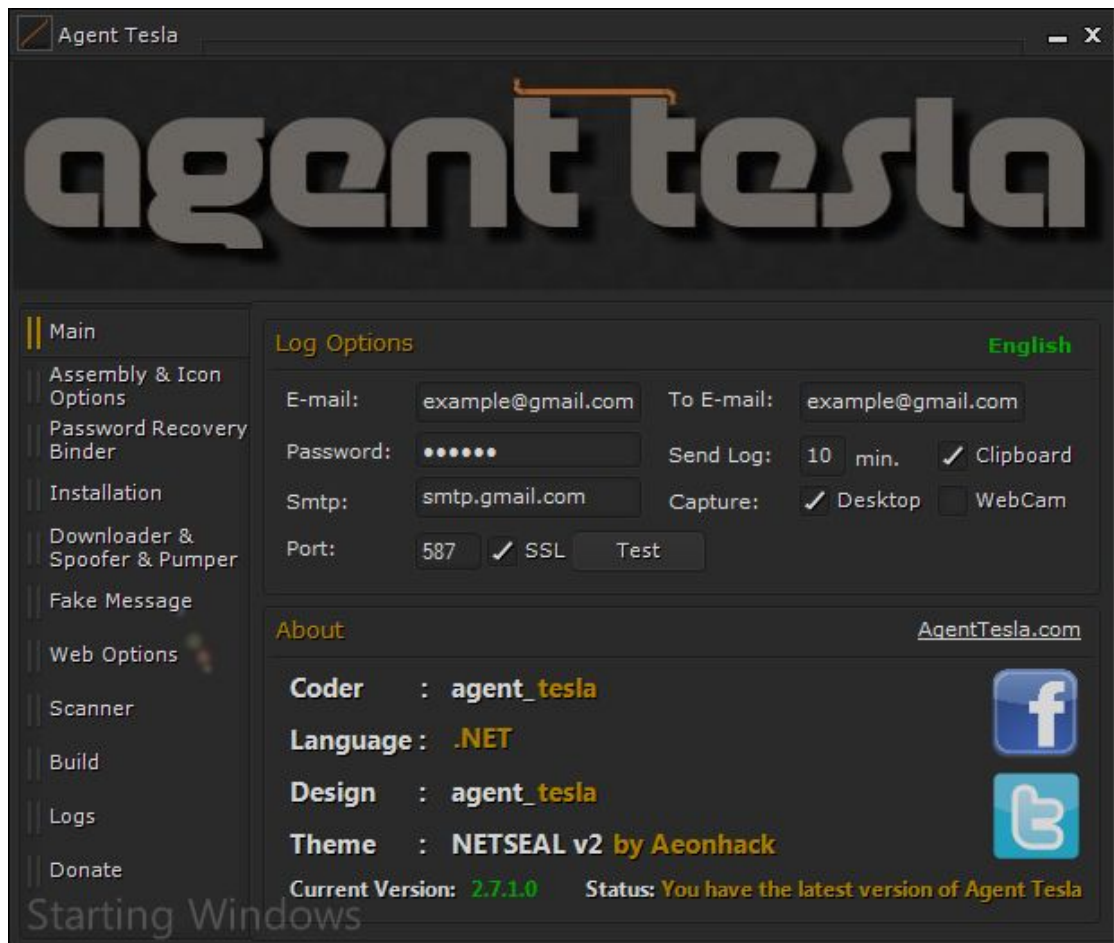 Agent Tesla
agent tesla
Main
Assembly & Icon
Options
Password Recovery
Binder
Installation
Downloader &
Spoofer & Pumper
Fake Message
Web Options
Scanner
Build
Logs
Donate
Starting Windows
Log Options English
E-mail: example@gmail.com To E-mail: example@gmail.com
Password: •••••• Send Log: 10 min. Clipboard
Smtp: smtp.gmail.com Capture: Desktop WebCam
Port: 587 SSL Test
About AgentTesla.com
Coder : agent_tesla
Language : .NET
Design : agent_tesla
Theme : NETSEAL v2 by Aeonhack
Current Version: 2.7.1.0 Status: You have the latest version of Agent Tesla